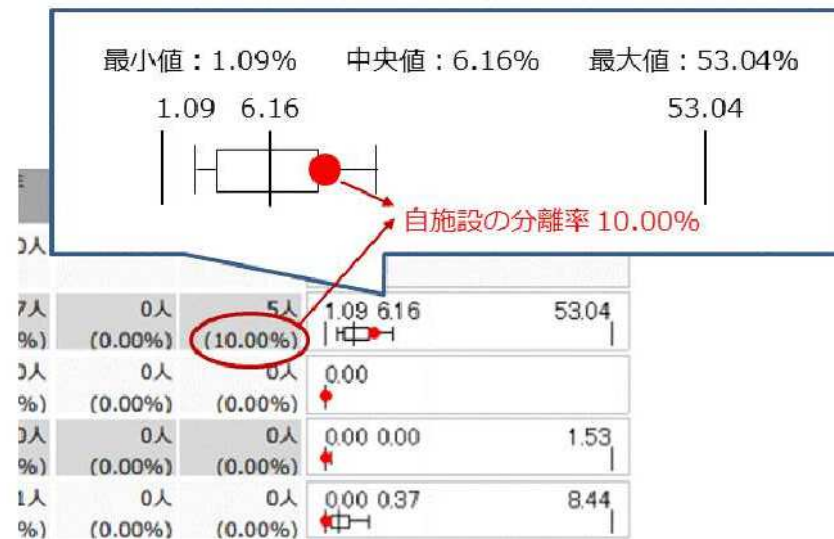 最小値：1.09% 中央値：6.16% 最大値：53.04%
1.09 6.16 53.04
自施設の分離率 10.00%
0人
7人 0人 5人 1.09 6.16 53.04
%) (0.00%) (10.00%)
0人 0人 0人 0.00
%) (0.00%) (0.00%)
0人 0人 0人 0.00 0.00 1.53
%) (0.00%) (0.00%)
1人 0人 0人 0.00 0.37 8.44
%) (0.00%) (0.00%)